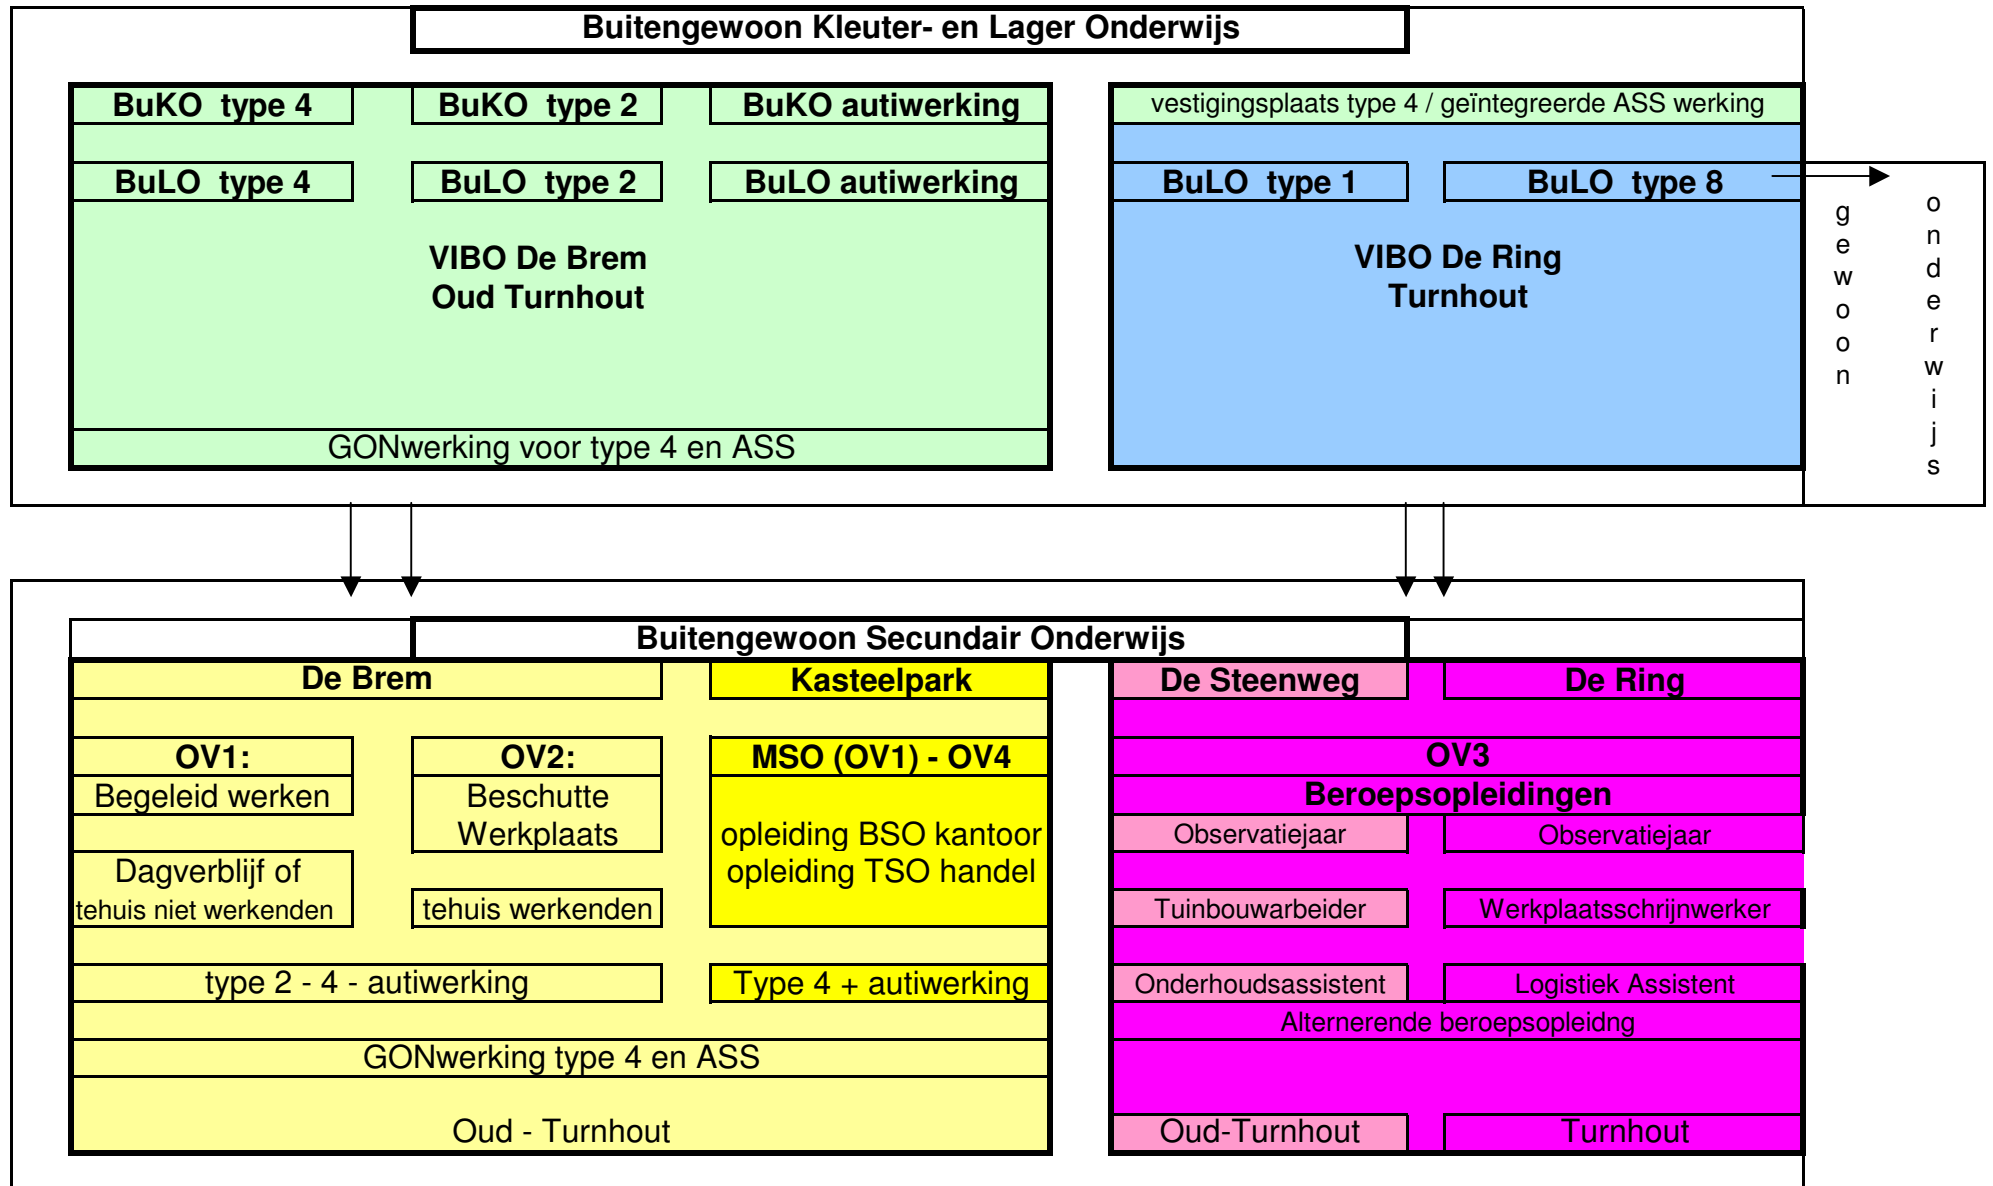 Buitengewoon Kleuter- en Lager Onderwijs
BuKO type 4
BuKO type 2
BuKO autiwerking
BuLO type 4
BuLO type 2
BuLO autiwerking
VIBO De Brem
Oud Turnhout
GONwerking voor type 4 en ASS
vestigingsplaats type 4 / geïntegreerde ASS werking
BuLO type 1
BuLO type 8
VIBO De Ring
Turnhout
gewoon
onderwijs
Buitengewoon Secundair Onderwijs
De Brem
Kasteelpark
OV1:
Begeleid werken
Dagverblijf of
tehuis niet werkenden
OV2:
Beschutte
Werkplaats
tehuis werkenden
MSO (OV1) - OV4
opleiding BSO kantoor
opleiding TSO handel
type 2 - 4 - autiwerking
Type 4 + autiwerking
GONwerking type 4 en ASS
Oud - Turnhout
De Steenweg
De Ring
OV3
Beroepsopleidingen
Observatiejaar
Observatiejaar
Tuinbouwarbeider
Werkplaatsschrijnwerker
Onderhoudsassistent
Logistiek Assistent
Alternerende beroepsopleidng
Oud-Turnhout
Turnhout